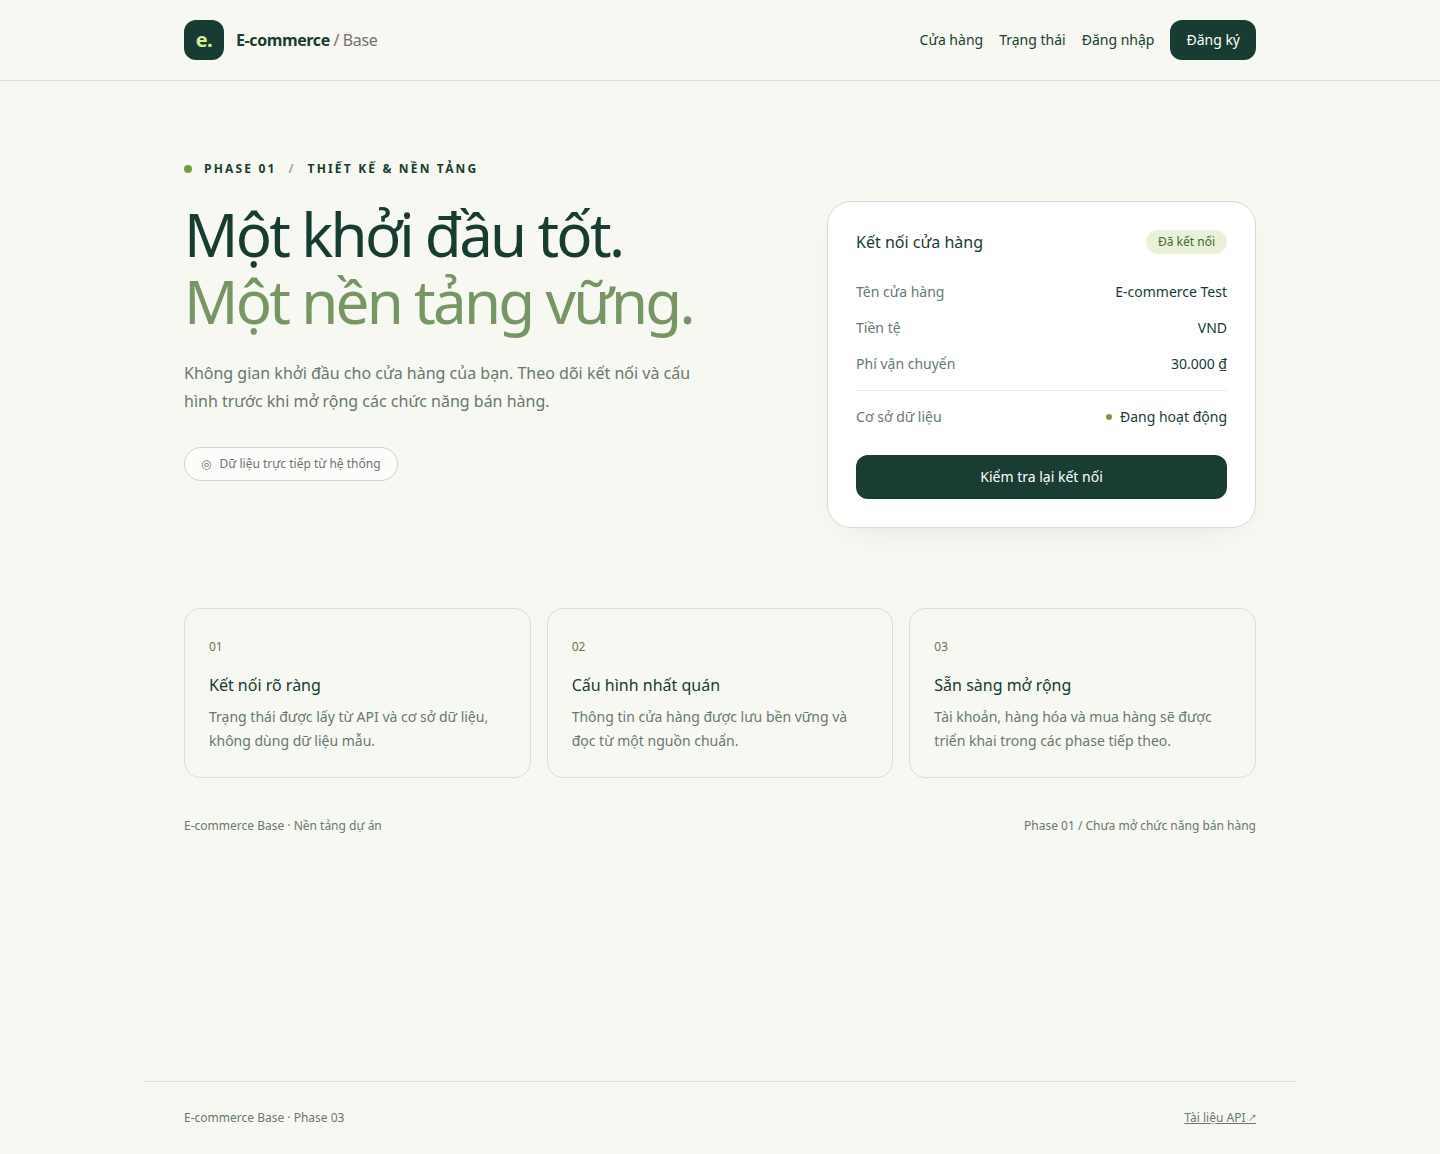 e.
E-commerce / Base
Cửa hàng
Trạng thái
Đăng nhập
Đăng ký
PHASE 01 / THIẾT KẾ & NỀN TẢNG
Một khởi đầu tốt.
Một nền tảng vững.
Không gian khởi đầu cho cửa hàng của bạn. Theo dõi kết nối và cấu
hình trước khi mở rộng các chức năng bán hàng.
◎ Dữ liệu trực tiếp từ hệ thống
Kết nối cửa hàng
Đã kết nối
Tên cửa hàng
E-commerce Test
Tiền tệ
VND
Phí vận chuyển
30.000 ₫
Cơ sở dữ liệu
Đang hoạt động
Kiểm tra lại kết nối
01
Kết nối rõ ràng
Trạng thái được lấy từ API và cơ sở dữ liệu,
không dùng dữ liệu mẫu.
02
Cấu hình nhất quán
Thông tin cửa hàng được lưu bền vững và
đọc từ một nguồn chuẩn.
03
Sẵn sàng mở rộng
Tài khoản, hàng hóa và mua hàng sẽ được
triển khai trong các phase tiếp theo.
E-commerce Base · Nền tảng dự án
Phase 01 / Chưa mở chức năng bán hàng
E-commerce Base · Phase 03
Tài liệu API ↗